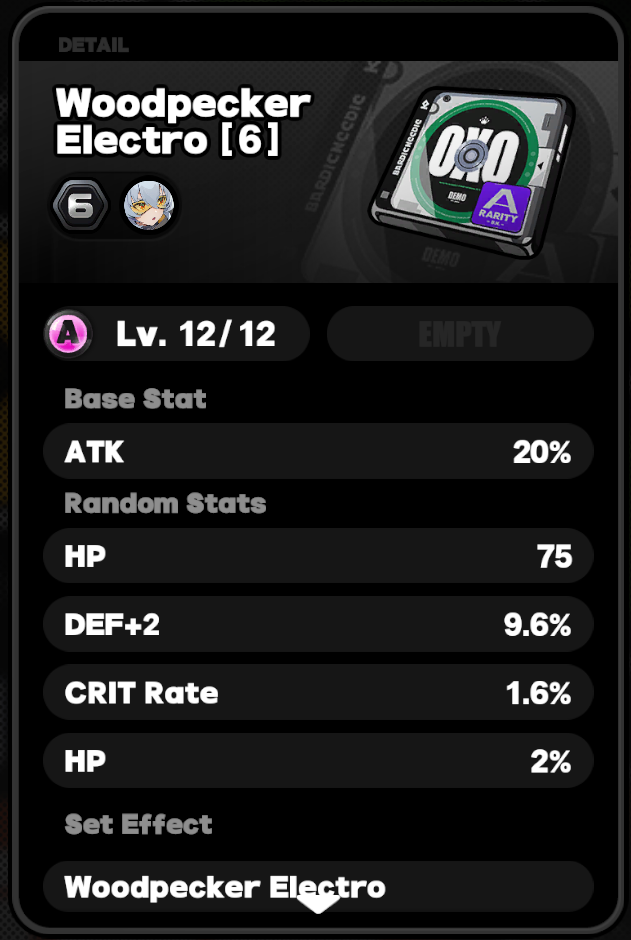 DETAIL
Woodpecker
Electro [6]
6
BARDICNEEDIC
OXO
DEMO
A
RARITY
A
Lv. 12/12
EMPTY
Base Stat
ATK 20%
Random Stats
HP 75
DEF+2 9.6%
CRIT Rate 1.6%
HP 2%
Set Effect
Woodpecker Electro